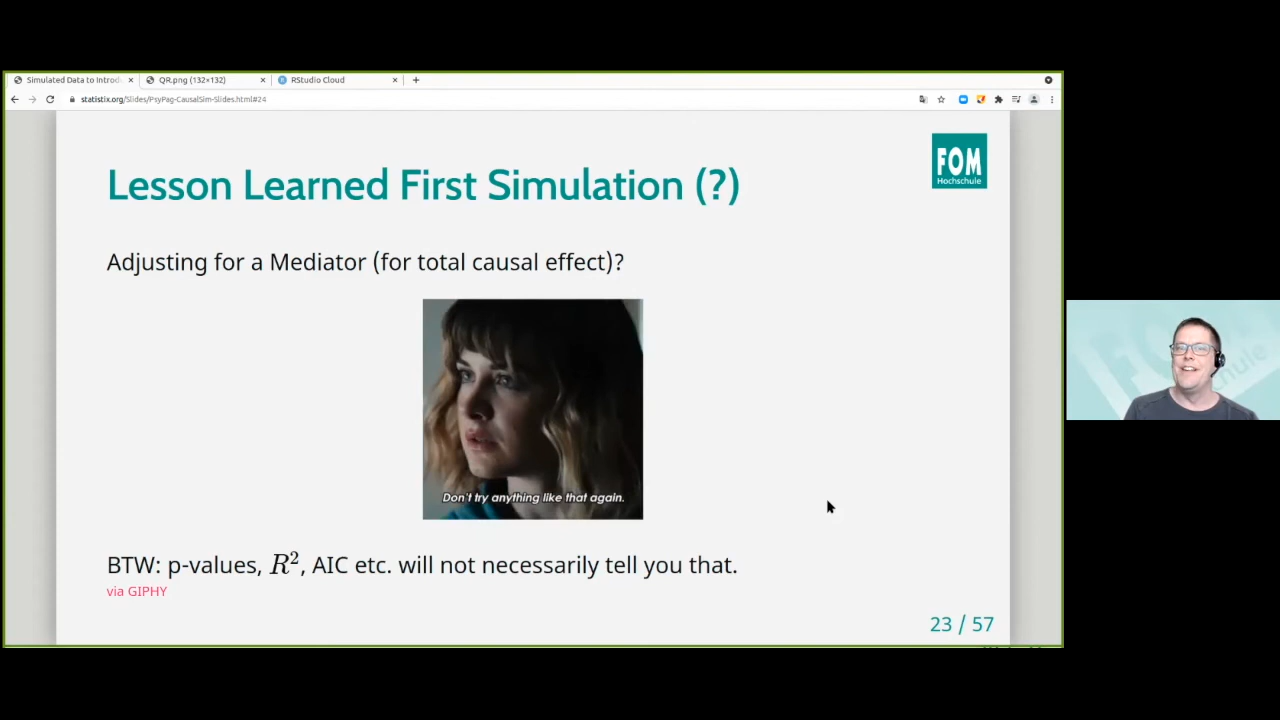 Simulated Data to Introd
QR.png (132×132)
RStudio Cloud
statistix.org/Slides/PsyPag-CausalSim-Slides.html#24
FOM
Hochschule
Lesson Learned First Simulation (?)
Adjusting for a Mediator (for total causal effect)?
Don't try anything like that again.
BTW: p-values, R², AIC etc. will not necessarily tell you that.
via GIPHY
23 / 57